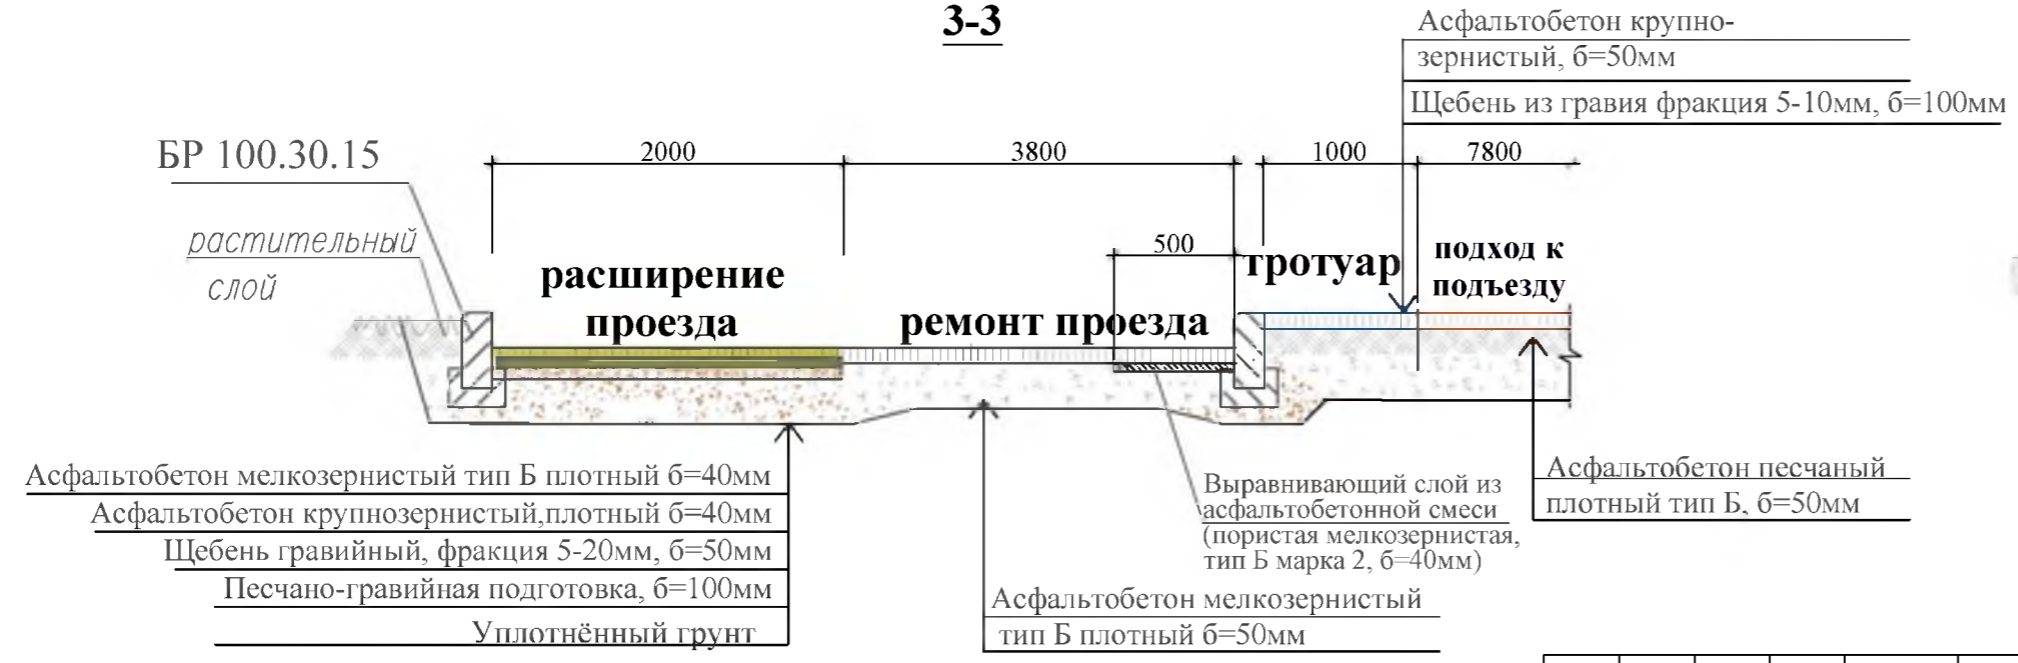 3-3
Асфальтобетон крупно-
зернистый, б=50мм
Щебень из гравия фракция 5-10мм, б=100мм
БР 100.30.15
2000
3800
1000
7800
растительный
слой
500
расширение
проезда
ремонт проезда
тротуар
подход к
подъезду
Асфальтобетон мелкозернистый тип Б плотный б=40мм
Асфальтобетон крупнозернистый,плотный б=40мм
Щебень гравийный, фракция 5-20мм, б=50мм
Песчано-гравийная подготовка, б=100мм
Уплотнённый грунт
Асфальтобетон мелкозернистый
тип Б плотный б=50мм
Выравнивающий слой из
асфальтобетонной смеси
(пористая мелкозернистая,
тип Б марка 2, б=40мм)
Асфальтобетон песчаный
плотный тип Б, б=50мм